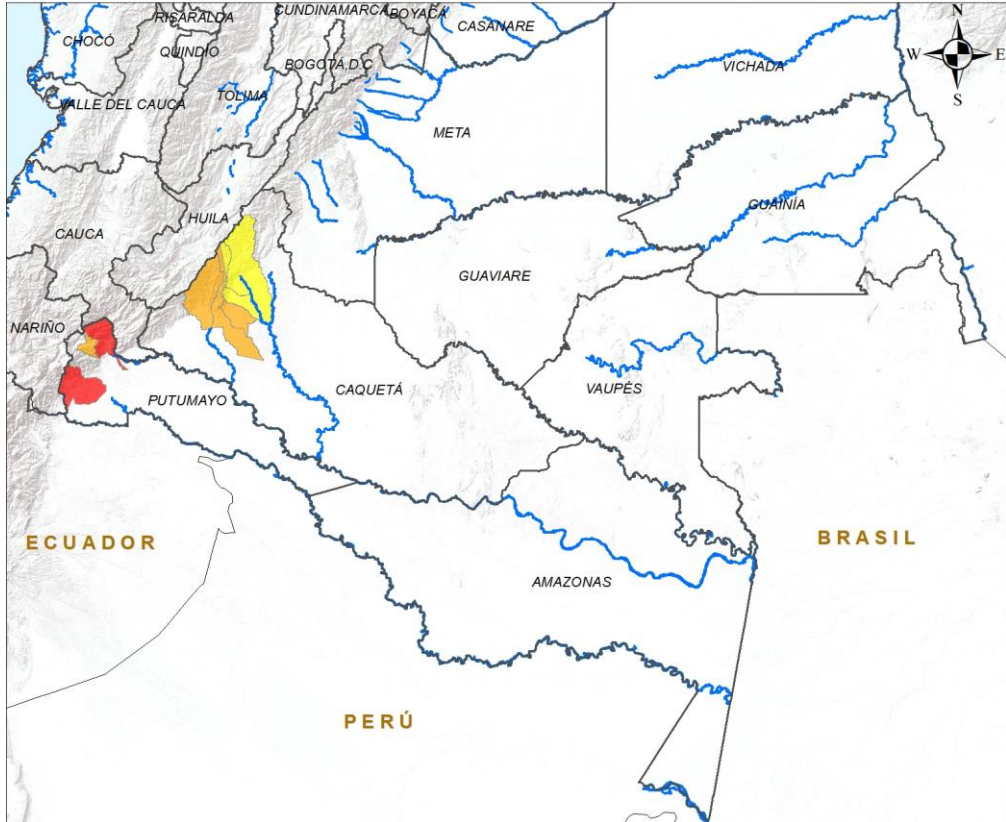 RISARALDA
CUNDINAMARCA
BOYACÁ
N
CASANARE
CHOCÓ
QUINDÍO
BOGOTÁ D.C
W
E
VICHADA
S
VALLE DEL CAUCA
TOLIMA
META
GUAINÍA
HUILA
CAUCA
GUAVIARE
NARIÑO
CAQUETÁ
VAUPÉS
PUTUMAYO
ECUADOR
BRASIL
AMAZONAS
PERÚ